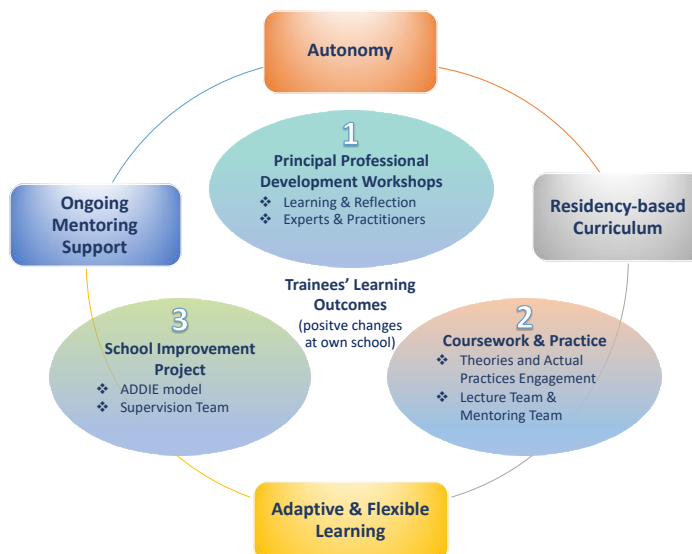 Autonomy
1
Principal Professional
Development Workshops
❖ Learning & Reflection
❖ Experts & Practitioners
Ongoing
Mentoring
Support
Residency-based
Curriculum
Trainees' Learning
Outcomes
(positve changes
at own school)
3
School Improvement
Project
❖ ADDIE model
❖ Supervision Team
2
Coursework & Practice
❖ Theories and Actual
Practices Engagement
❖ Lecture Team &
Mentoring Team
Adaptive & Flexible
Learning